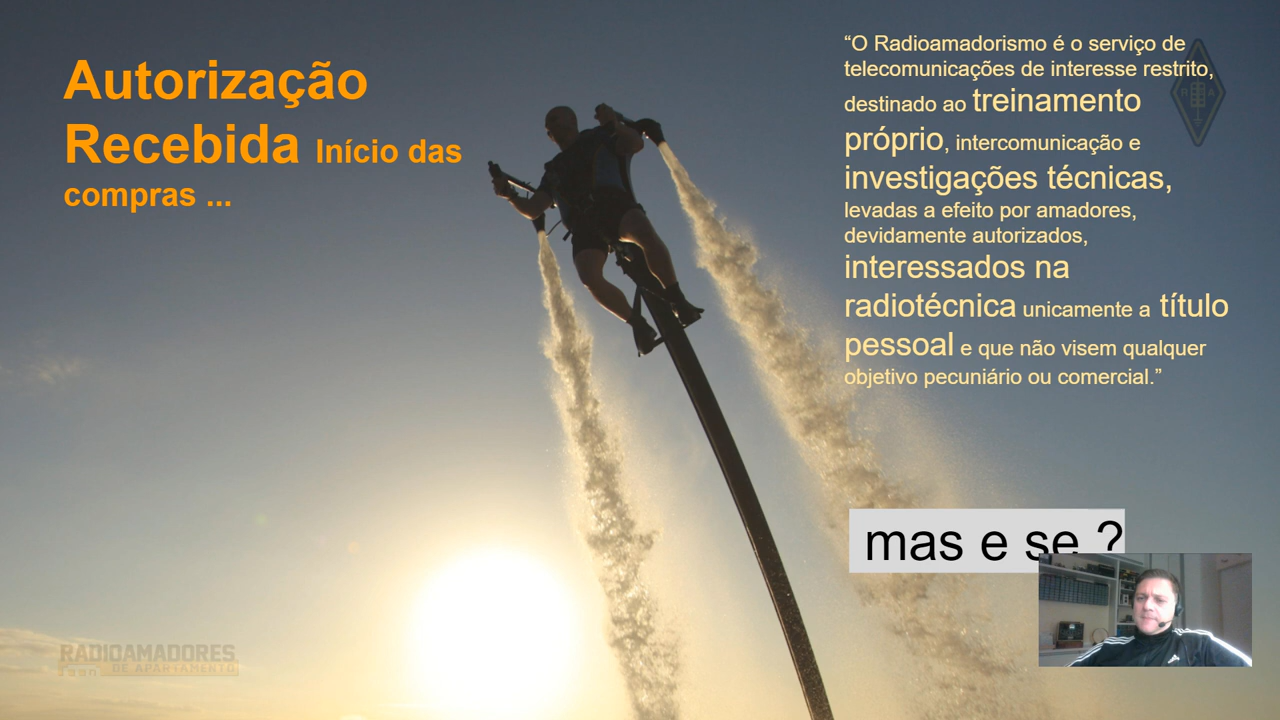 Autorização
Recebida Início das
compras ...
“O Radioamadorismo é o serviço de
telecomunicações de interesse restrito,
destinado ao treinamento
próprio, intercomunicação e
investigações técnicas,
levadas a efeito por amadores,
devidamente autorizados,
interessados na
radiotécnica unicamente a título
pessoal e que não visem qualquer
objetivo pecuniário ou comercial.”
R A
mas e se ?
RADIOAMADORES
DE APARTAMENTO